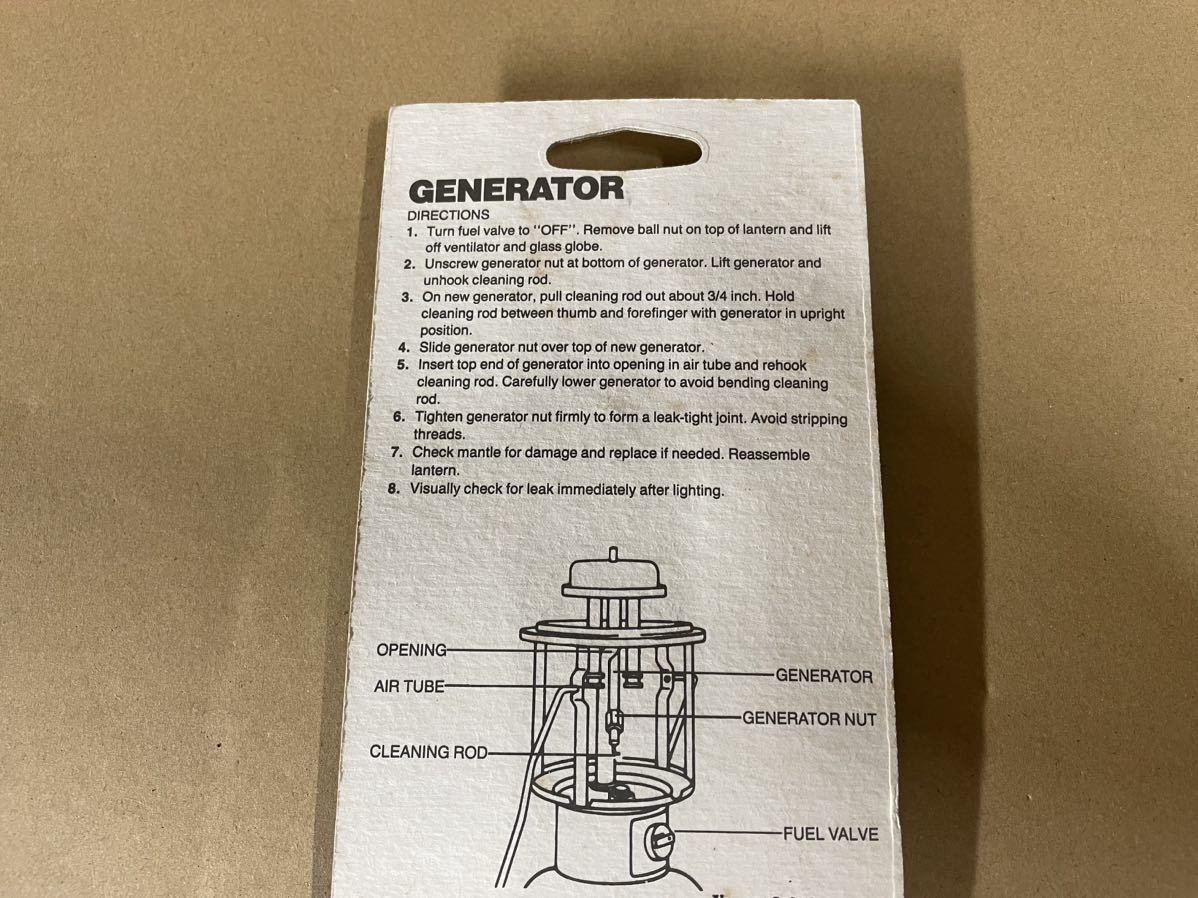 GENERATOR
DIRECTIONS
1. Turn fuel valve to "OFF". Remove ball nut on top of lantern and lift
off ventilator and glass globe.
2. Unscrew generator nut at bottom of generator. Lift generator and
unhook cleaning rod.
3. On new generator, pull cleaning rod out about 3/4 inch. Hold
cleaning rod between thumb and forefinger with generator in upright
position.
4. Slide generator nut over top of new generator.
5. Insert top end of generator into opening in air tube and rehook
cleaning rod. Carefully lower generator to avoid bending cleaning
rod.
6. Tighten generator nut firmly to form a leak-tight joint. Avoid stripping
threads.
7. Check mantle for damage and replace if needed. Reassemble
lantern.
8. Visually check for leak immediately after lighting.
OPENING
GENERATOR
AIR TUBE
GENERATOR NUT
CLEANING ROD
FUEL VALVE